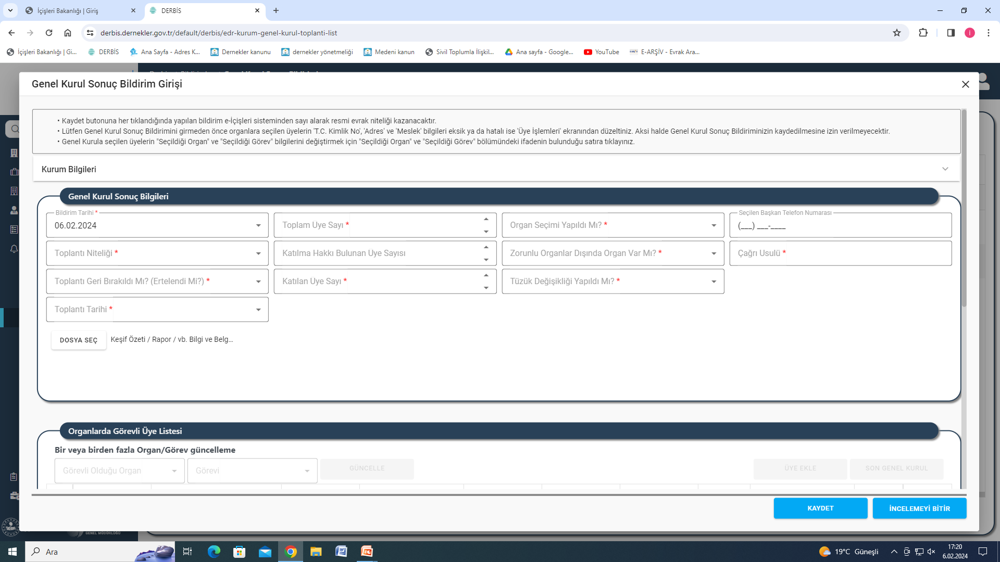 İçişleri Bakanlığı | Giriş
DERBİS
derbis.dernekler.gov.tr/default/derbis/edr-kurum-genel-kurul-toplanti-list
İçişleri Bakanlığı | Gi...
DERBİS
Ana Sayfa - Adres K...
Dernekler kanunu
dernekler yönetmeliği
Medeni kanun
Sivil Toplumla İlişkil...
Ana sayfa - Google...
YouTube
E-ARŞİV - Evrak Ara...
Genel Kurul Sonuç Bildirim Girişi
• Kaydet butonuna her tıklandığında yapılan bildirim e-İçişleri sisteminden sayı alarak resmi evrak niteliği kazanacaktır.
• Lütfen Genel Kurul Sonuç Bildirimini girmeden önce organlara seçilen üyelerin 'T.C. Kimlik No', 'Adres' ve 'Meslek' bilgileri eksik ya da hatalı ise 'Üye İşlemleri' ekranından düzeltiniz. Aksi halde Genel Kurul Sonuç Bildiriminizin kaydedilmesine izin verilmeyecektir.
• Genel Kurula seçilen üyelerin "Seçildiği Organ" ve "Seçildiği Görev" bilgilerini değiştirmek için "Seçildiği Organ" ve "Seçildiği Görev" bölümündeki ifadenin bulunduğu satıra tıklayınız.
Kurum Bilgileri
Genel Kurul Sonuç Bilgileri
Bildirim Tarihi *
06.02.2024
Toplam Üye Sayı *
Organ Seçimi Yapıldı Mı? *
Seçilen Başkan Telefon Numarası
(___) ___-____
Toplantı Niteliği *
Katılma Hakkı Bulunan Üye Sayısı
Zorunlu Organlar Dışında Organ Var Mı? *
Çağrı Usulü *
Toplantı Geri Bırakıldı Mı? (Ertelendi Mi?) *
Katılan Üye Sayı *
Tüzük Değişikliği Yapıldı Mı? *
Toplantı Tarihi *
DOSYA SEÇ
Keşif Özeti / Rapor / vb. Bilgi ve Belg...
Organlarda Görevli Üye Listesi
Bir veya birden fazla Organ/Görev güncelleme
Görevli Olduğu Organ
Görevi
GÜNCELLE
ÜYE EKLE
SON GENEL KURUL
KAYDET
İNCELEMEYİ BİTİR
GENEL MÜDÜRLÜĞÜ
Ara
19°C Güneşli
17:20
6.02.2024